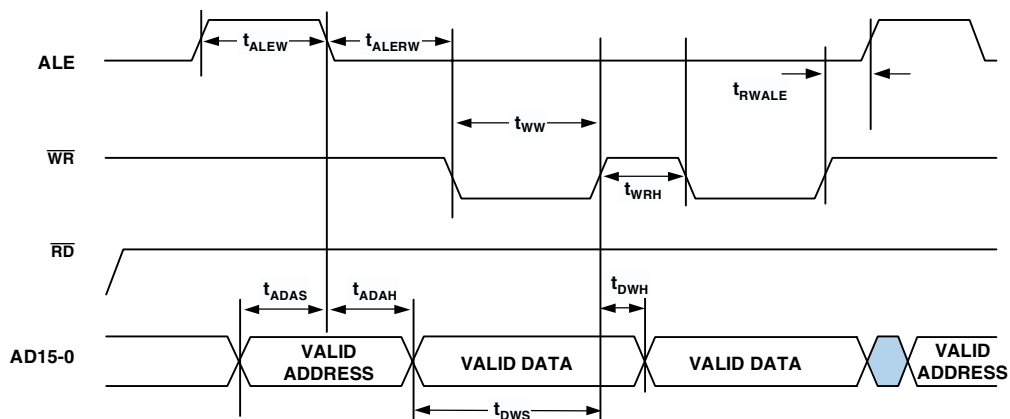 tALEW
tALERW
ALE
tRWALE
tWW
WR
tWRH
RD
tADAS
tADAH
tDWH
AD15-0
VALID
ADDRESS
VALID DATA
VALID DATA
VALID
ADDRESS
tDWS